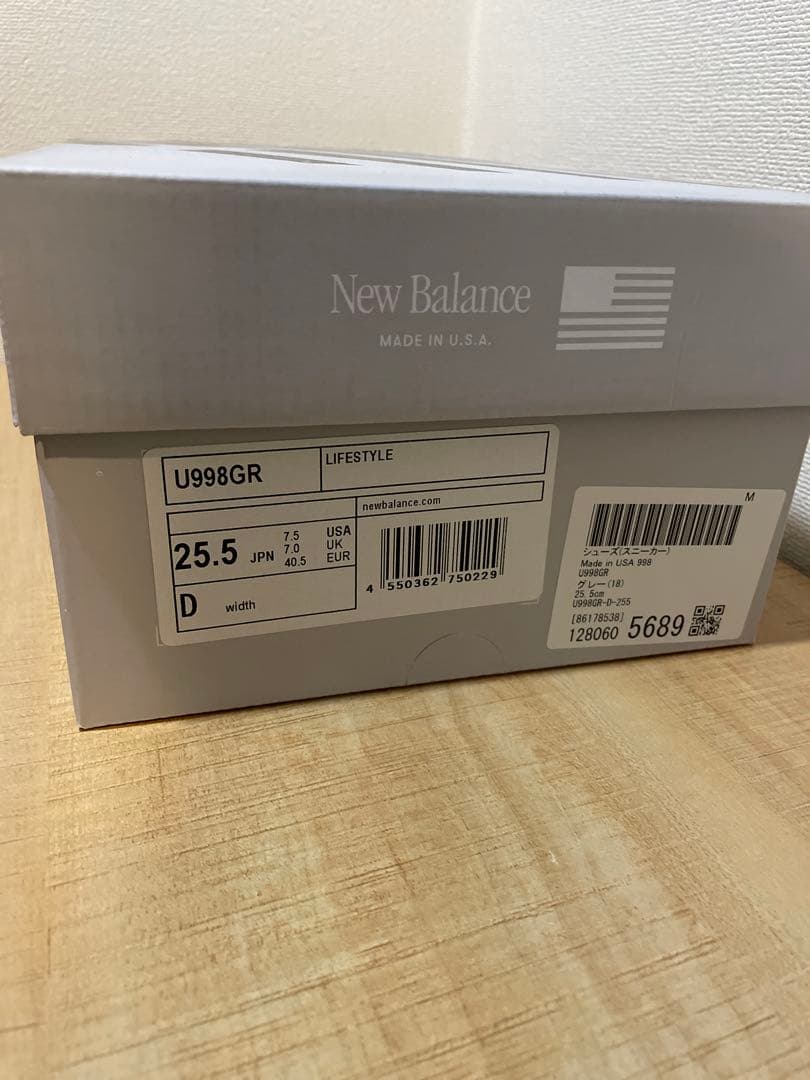 New Balance
MADE IN U.S.A.
U998GR
LIFESTYLE
newbalance.com
25.5 JPN
7.5 USA
7.0 UK
40.5 EUR
D width
4 550362 750229
M
シューズ(スニーカー)
Made in USA 998
U998GR
グレー(18)
25.5cm
U998GR-D-255
[86178538]
128060 5689